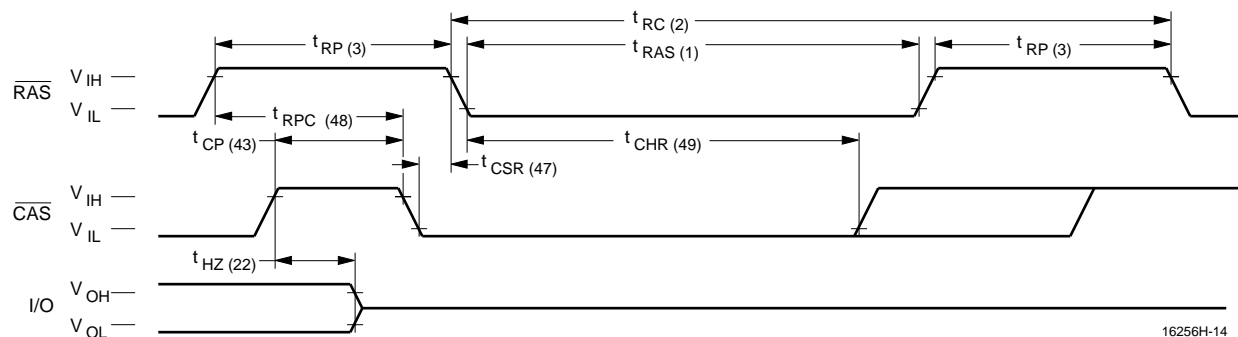 t RC (2)
t RP (3)
t RAS (1)
t RP (3)
RAS
V IH
V IL
t RPC (48)
t CP (43)
t CHR (49)
t CSR (47)
CAS
V IH
V IL
t HZ (22)
I/O
V OH
V OL
16256H-14